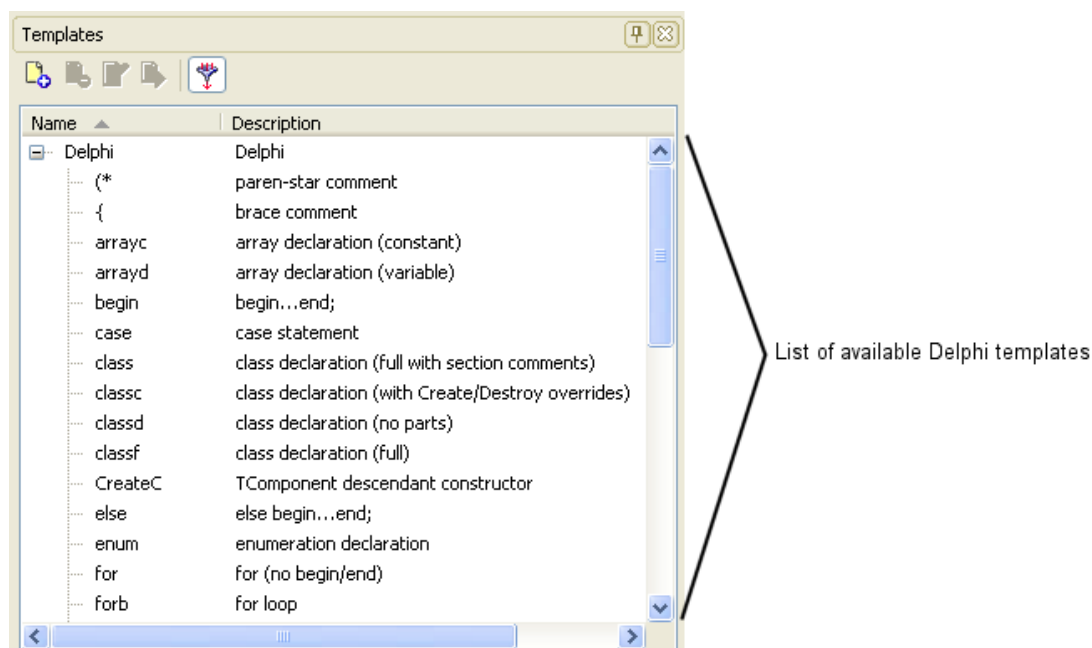 Templates
Name Description
Delphi Delphi
(* paren-star comment
{ brace comment
arrayc array declaration (constant)
arrayd array declaration (variable)
begin begin...end;
case case statement
class class declaration (full with section comments)
classc class declaration (with Create/Destroy overrides)
classd class declaration (no parts)
classf class declaration (full)
CreateC TComponent descendant constructor
else else begin...end;
enum enumeration declaration
for for (no begin/end)
forb for loop
List of available Delphi templates